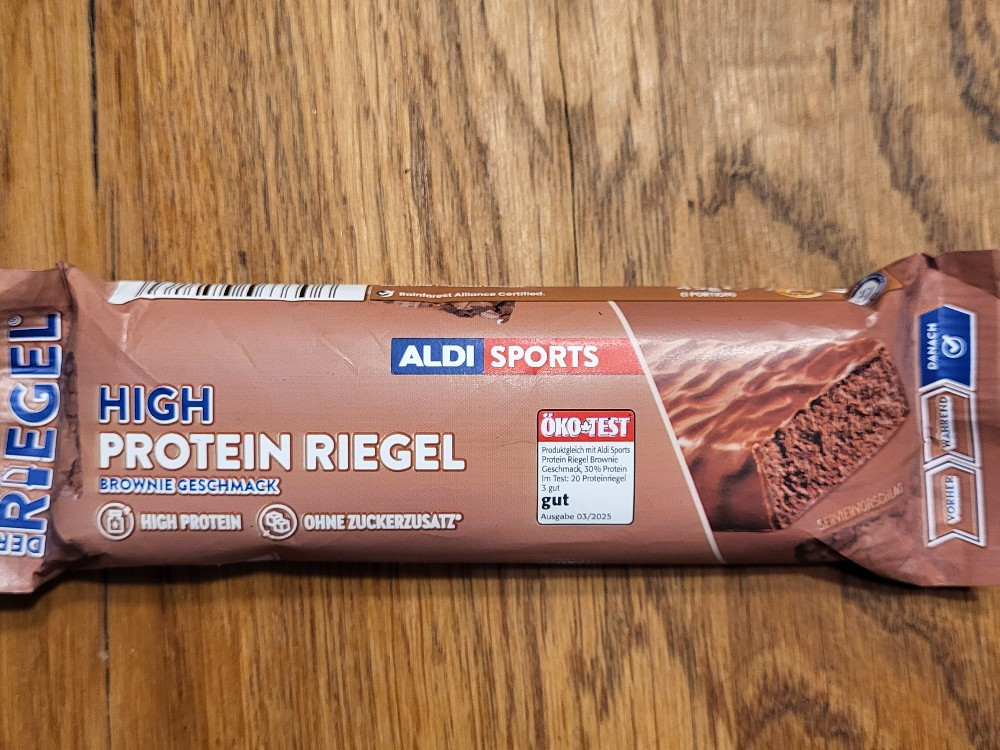 Rainforest Alliance Certified.
ALDI SPORTS
HIGH
PROTEIN RIEGEL
BROWNIE GESCHMACK
HIGH PROTEIN
OHNE ZUCKERZUSATZ*
ÖKO-TEST
Produktgleich mit Aldi Sports
Protein Riegel Brownie
Geschmack, 30% Protein
Im Test: 20 Proteinriegel
3 gut
gut
Ausgabe 03/2025
SERVIERVORSCHLAG
DER
RIEGEL®
VORHER
WÄHREND
DANACH